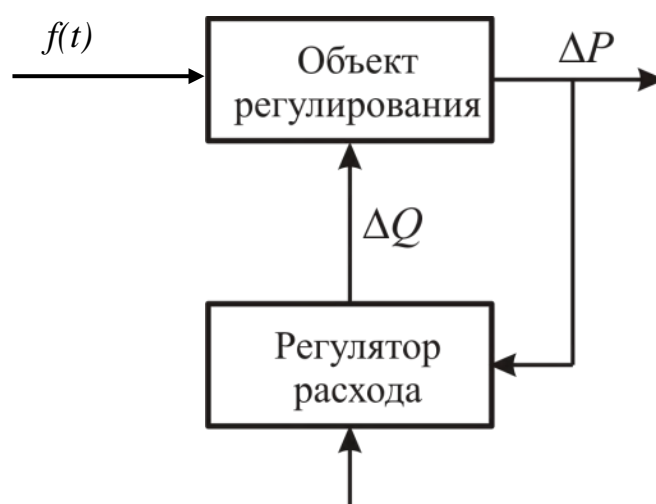 f(t)
Объект
регулирования
ΔP
ΔQ
Регулятор
расхода